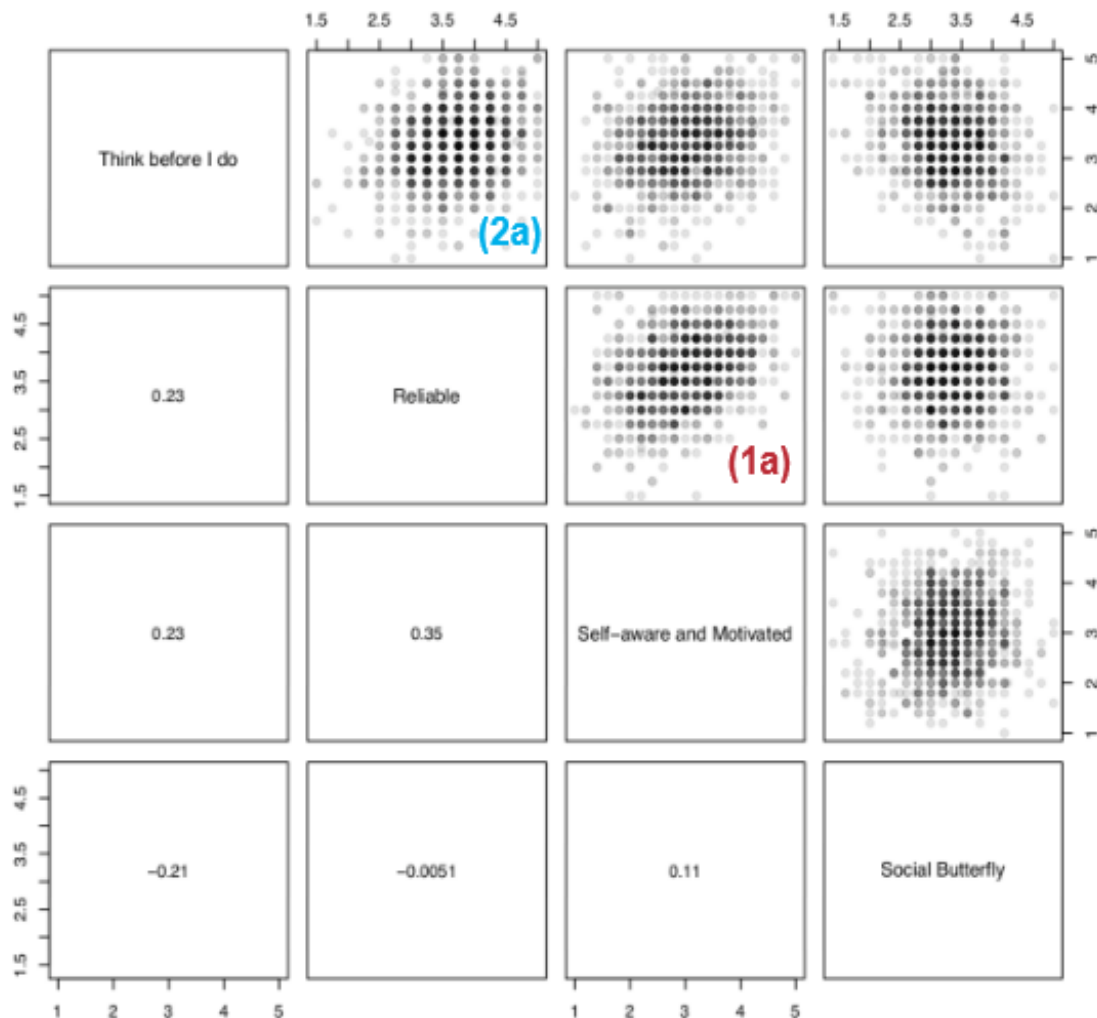 1.5 2.5 3.5 4.5 1.5 2.5 3.5 4.5
Think before I do
(2a)
1 2 3 4 5
1.5 2.5 3.5 4.5
0.23
Reliable
(1a)
0.23
0.35
Self-aware and Motivated
1 2 3 4 5
1.5 2.5 3.5 4.5
-0.21
-0.0051
0.11
Social Butterfly
1 2 3 4 5 1 2 3 4 5